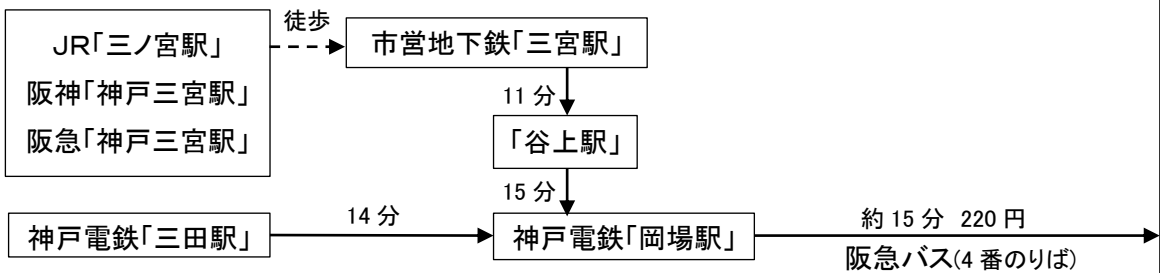 JR「三ノ宮駅」
阪神「神戸三宮駅」
阪急「神戸三宮駅」
徒歩
市営地下鉄「三宮駅」
11 分
「谷上駅」
15 分
神戸電鉄「三田駅」
14 分
神戸電鉄「岡場駅」
約 15 分 220 円
阪急バス(4 番のりば)